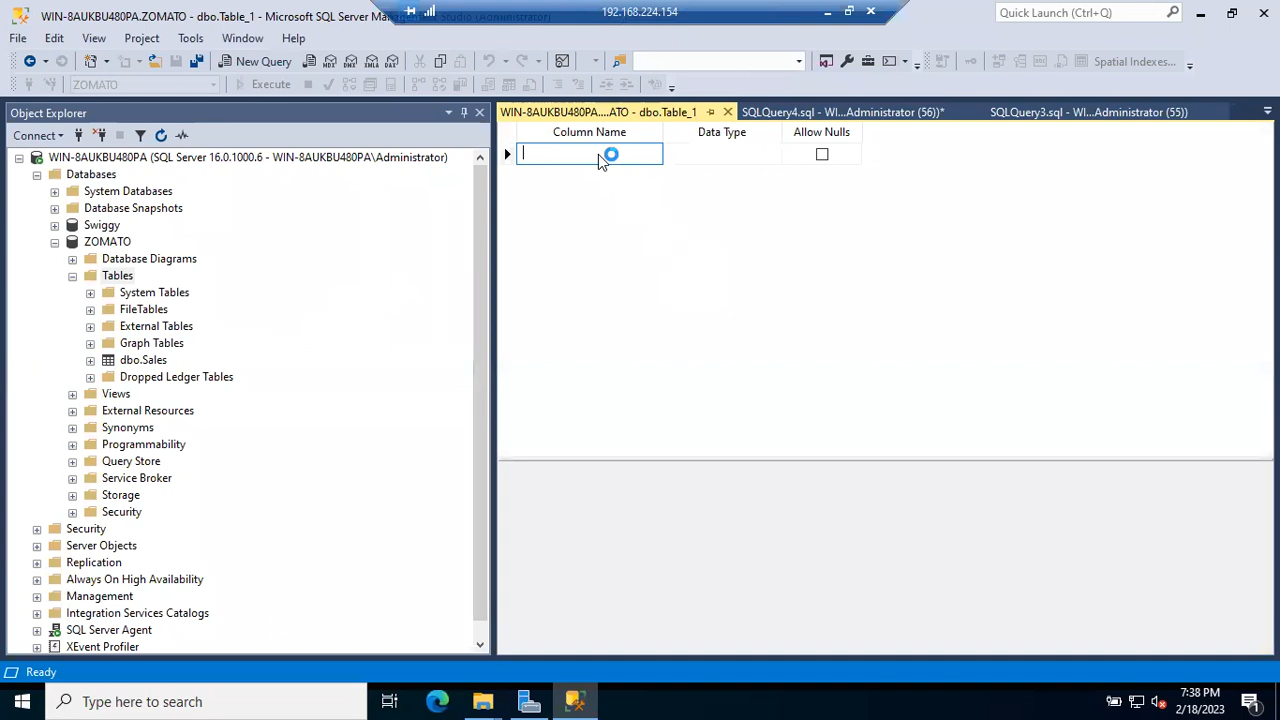 WIN-8AUKBU480PA.ZOMATO - dbo.Table_1 - Microsoft SQL Server Management Studio (Administrator)
192.168.224.154
Quick Launch (Ctrl+Q)
File Edit View Project Tools Window Help
New Query MDX DMX XMLA DAX Spatial Indexes...
ZOMATO Execute
Object Explorer
WIN-8AUKBU480PA....ATO - dbo.Table_1
SQLQuery4.sql - WI...Administrator (56))*
SQLQuery3.sql - WI...Administrator (55))
Connect
Column Name Data Type Allow Nulls
WIN-8AUKBU480PA (SQL Server 16.0.1000.6 - WIN-8AUKBU480PA\Administrator)
Databases
System Databases
Database Snapshots
Swiggy
ZOMATO
Database Diagrams
Tables
System Tables
FileTables
External Tables
Graph Tables
dbo.Sales
Dropped Ledger Tables
Views
External Resources
Synonyms
Programmability
Query Store
Service Broker
Storage
Security
Security
Server Objects
Replication
Always On High Availability
Management
Integration Services Catalogs
SQL Server Agent
XEvent Profiler
Ready
Type here to search
7:38 PM
2/18/2023
1